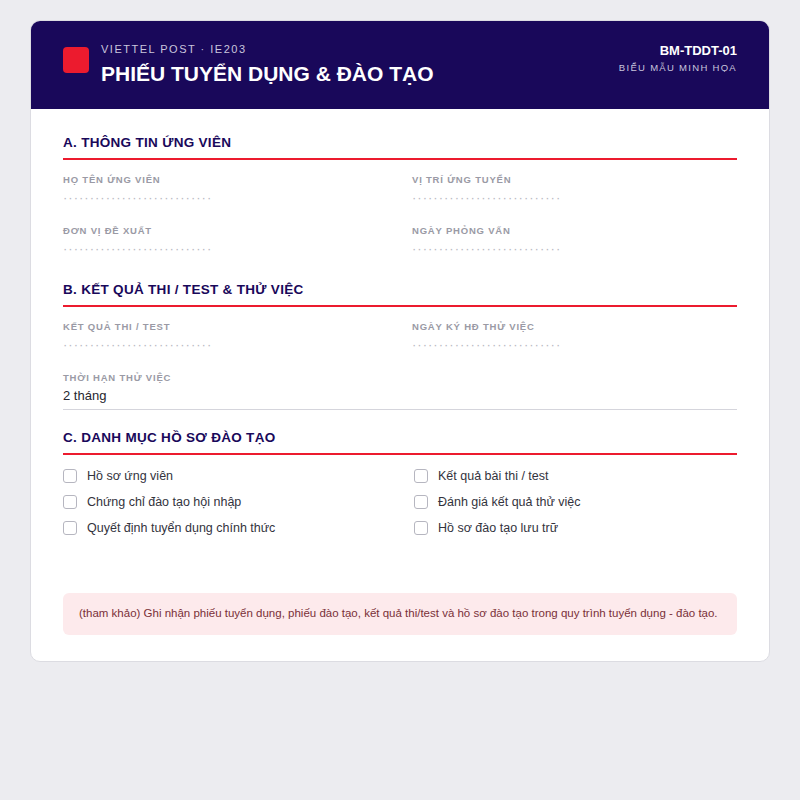 VIETTEL POST · IE203
PHIẾU TUYỂN DỤNG & ĐÀO TẠO
BM-TDDT-01
BIỂU MẪU MINH HỌA
A. THÔNG TIN ỨNG VIÊN
HỌ TÊN ỨNG VIÊN
VỊ TRÍ ỨNG TUYỂN
ĐƠN VỊ ĐỀ XUẤT
NGÀY PHỎNG VẤN
B. KẾT QUẢ THI / TEST & THỬ VIỆC
KẾT QUẢ THI / TEST
NGÀY KÝ HĐ THỬ VIỆC
THỜI HẠN THỬ VIỆC
2 tháng
C. DANH MỤC HỒ SƠ ĐÀO TẠO
Hồ sơ ứng viên
Kết quả bài thi / test
Chứng chỉ đào tạo hội nhập
Đánh giá kết quả thử việc
Quyết định tuyển dụng chính thức
Hồ sơ đào tạo lưu trữ
(tham khảo) Ghi nhận phiếu tuyển dụng, phiếu đào tạo, kết quả thi/test và hồ sơ đào tạo trong quy trình tuyển dụng - đào tạo.